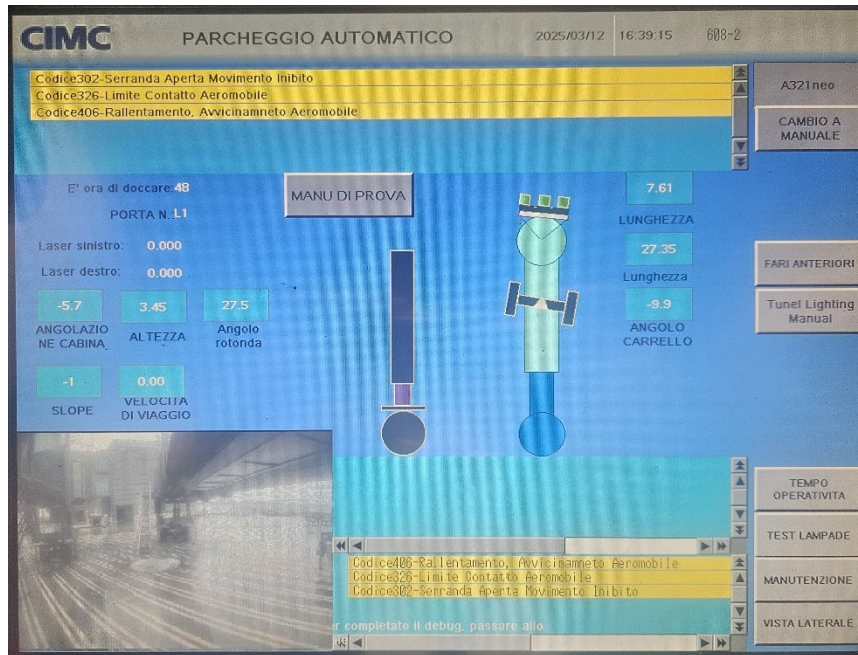 CIMC
PARCHEGGIO AUTOMATICO
2025/03/12 16:39:15 608-2
Codice302-Serranda Aperta Movimento Inibito
Codice326-Limite Contatto Aeromobile
Codice406-Rallentamento, Avvicinamneto Aeromobile
A321neo
CAMBIO A
MANUALE
E' ora di doccare:48
PORTA N.:L1
Laser sinistro: 0.000
Laser destro: 0.000
MANU DI PROVA
7.61
LUNGHEZZA
27.35
Lunghezza
-9.9
ANGOLO
CARRELLO
FARI ANTERIORI
Tunel Lighting
Manual
-5.7
ANGOLAZIO
NE CABINA
3.45
ALTEZZA
27.5
Angolo
rotonda
-1
SLOPE
0.00
VELOCITA
DI VIAGGIO
TEMPO
OPERATIVITA
TEST LAMPADE
MANUTENZIONE
VISTA LATERALE
Codice406-Rallentamento, Avvicinamneto Aeromobile
Codice326-Limite Contatto Aeromobile
Codice302-Serranda Aperta Movimento Inibito
completato il debug, passare allo